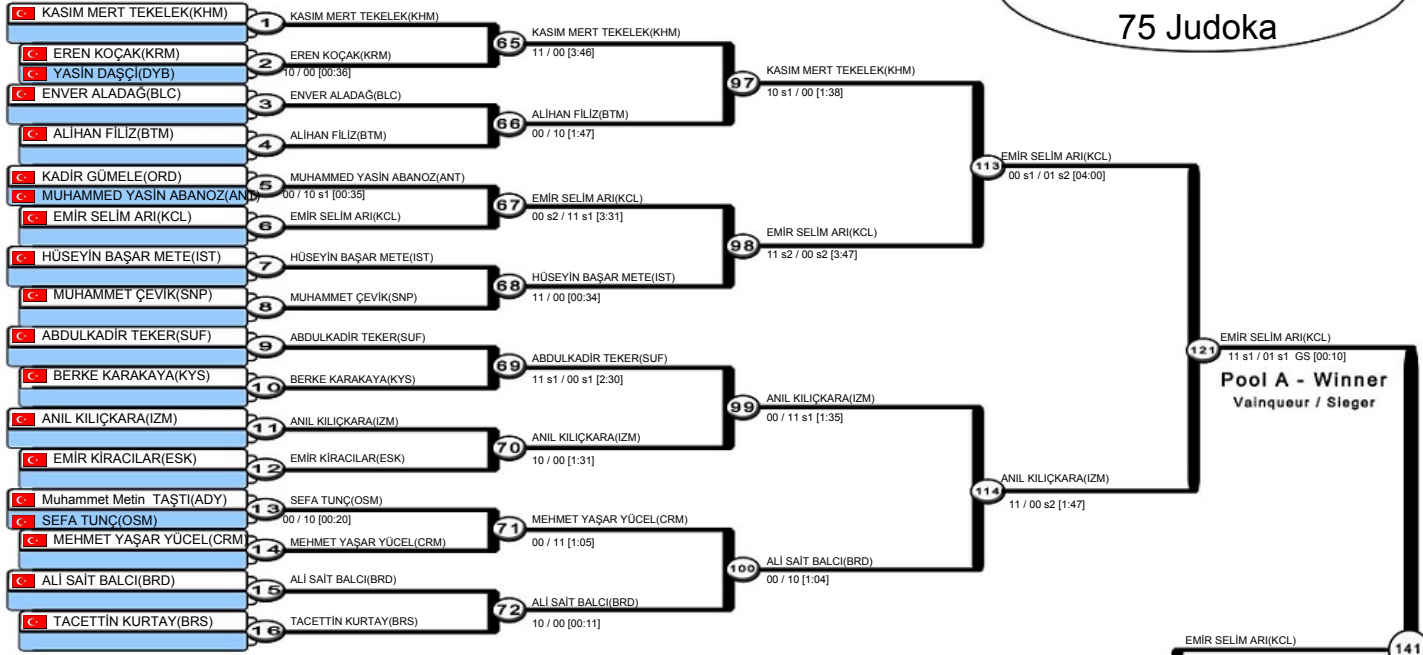 75 Judoka
KASIM MERT TEKELEK(KHM)
EREN KOÇAK(KRM)
YASİN DAŞÇİ(DYB)
ENVER ALADAĞ(BLC)
ALİHAN FİLİZ(BTM)
KADİR GÜMELE(ORD)
MUHAMMED YASİN ABANOZ(ANT)
EMİR SELİM ARI(KCL)
HÜSEYİN BAŞAR METE(IST)
MUHAMMET ÇEVİK(SNP)
ABDULKADİR TEKER(SUF)
BERKE KARAKAYA(KYS)
ANIL KILIÇKARA(IZM)
EMİR KİRACILAR(ESK)
Muhammet Metin TAŞTI(ADY)
SEFA TUNÇ(OSM)
MEHMET YAŞAR YÜCEL(CRM)
ALİ SAİT BALCI(BRD)
TACETTİN KURTAY(BRS)
1
2
3
4
5
6
7
8
9
10
11
12
13
14
15
16
KASIM MERT TEKELEK(KHM)
EREN KOÇAK(KRM)
10 / 00 [00:36]
ENVER ALADAĞ(BLC)
ALİHAN FİLİZ(BTM)
MUHAMMED YASİN ABANOZ(ANT)
00 / 10 s1 [00:35]
EMİR SELİM ARI(KCL)
HÜSEYİN BAŞAR METE(IST)
MUHAMMET ÇEVİK(SNP)
ABDULKADİR TEKER(SUF)
BERKE KARAKAYA(KYS)
ANIL KILIÇKARA(IZM)
EMİR KİRACILAR(ESK)
SEFA TUNÇ(OSM)
00 / 10 [00:20]
MEHMET YAŞAR YÜCEL(CRM)
ALİ SAİT BALCI(BRD)
TACETTİN KURTAY(BRS)
65
66
67
68
69
70
71
72
KASIM MERT TEKELEK(KHM)
11 / 00 [3:46]
ALİHAN FİLİZ(BTM)
00 / 10 [1:47]
EMİR SELİM ARI(KCL)
00 s2 / 11 s1 [3:31]
HÜSEYİN BAŞAR METE(IST)
11 / 00 [00:34]
ABDULKADİR TEKER(SUF)
11 s1 / 00 s1 [2:30]
ANIL KILIÇKARA(IZM)
10 / 00 [1:31]
MEHMET YAŞAR YÜCEL(CRM)
00 / 11 [1:05]
ALİ SAİT BALCI(BRD)
10 / 00 [00:11]
97
98
99
100
KASIM MERT TEKELEK(KHM)
10 s1 / 00 [1:38]
EMİR SELİM ARI(KCL)
11 s2 / 00 s2 [3:47]
ANIL KILIÇKARA(IZM)
00 / 11 s1 [1:35]
ALİ SAİT BALCI(BRD)
00 / 10 [1:04]
113
114
EMİR SELİM ARI(KCL)
00 s1 / 01 s2 [04:00]
ANIL KILIÇKARA(IZM)
11 / 00 s2 [1:47]
121
EMİR SELİM ARI(KCL)
11 s1 / 01 s1 GS [00:10]
Pool A - Winner
Vainqueur / Sieger
EMİR SELİM ARI(KCL)
141